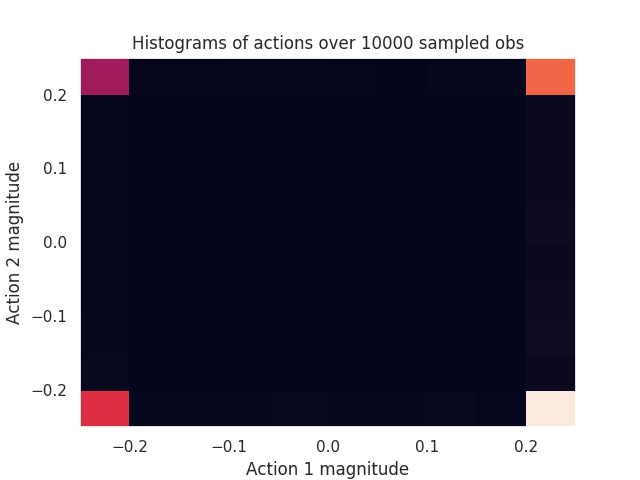 Histograms of actions over 10000 sampled obs
Action 2 magnitude
0.2
0.1
0.0
−0.1
−0.2
−0.2 −0.1 0.0 0.1 0.2
Action 1 magnitude